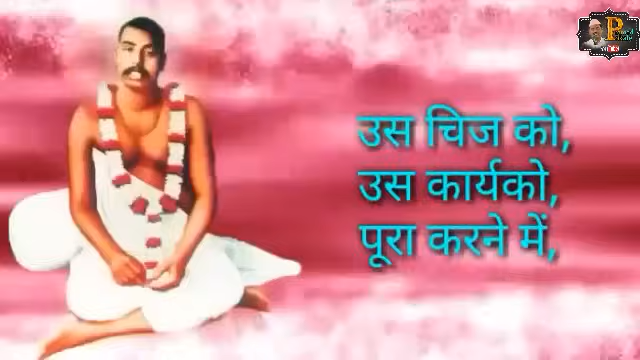 उस चिज को,
उस कार्यको,
पूरा करने में,